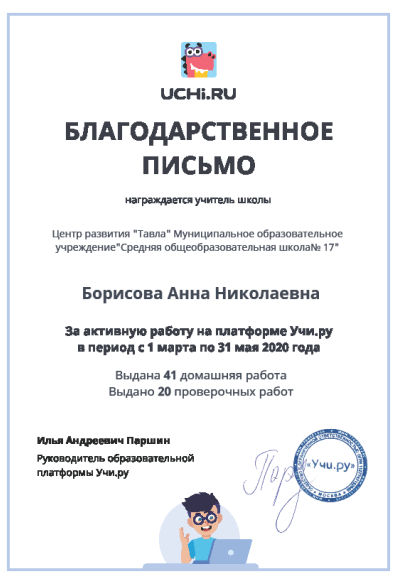 UCHi.RU
БЛАГОДАРСТВЕННОЕ
ПИСЬМО
награждается учитель школы
Центр развития "Тавла" Муниципальное образовательное
учреждение"Средняя общеобразовательная школа№ 17"
Борисова Анна Николаевна
За активную работу на платформе Учи.ру
в период с 1 марта по 31 мая 2020 года
Выдана 41 домашняя работа
Выдано 20 проверочных работ
Илья Андреевич Паршин
Руководитель образовательной
платформы Учи.ру
«Учи.ру»
МОСКВА